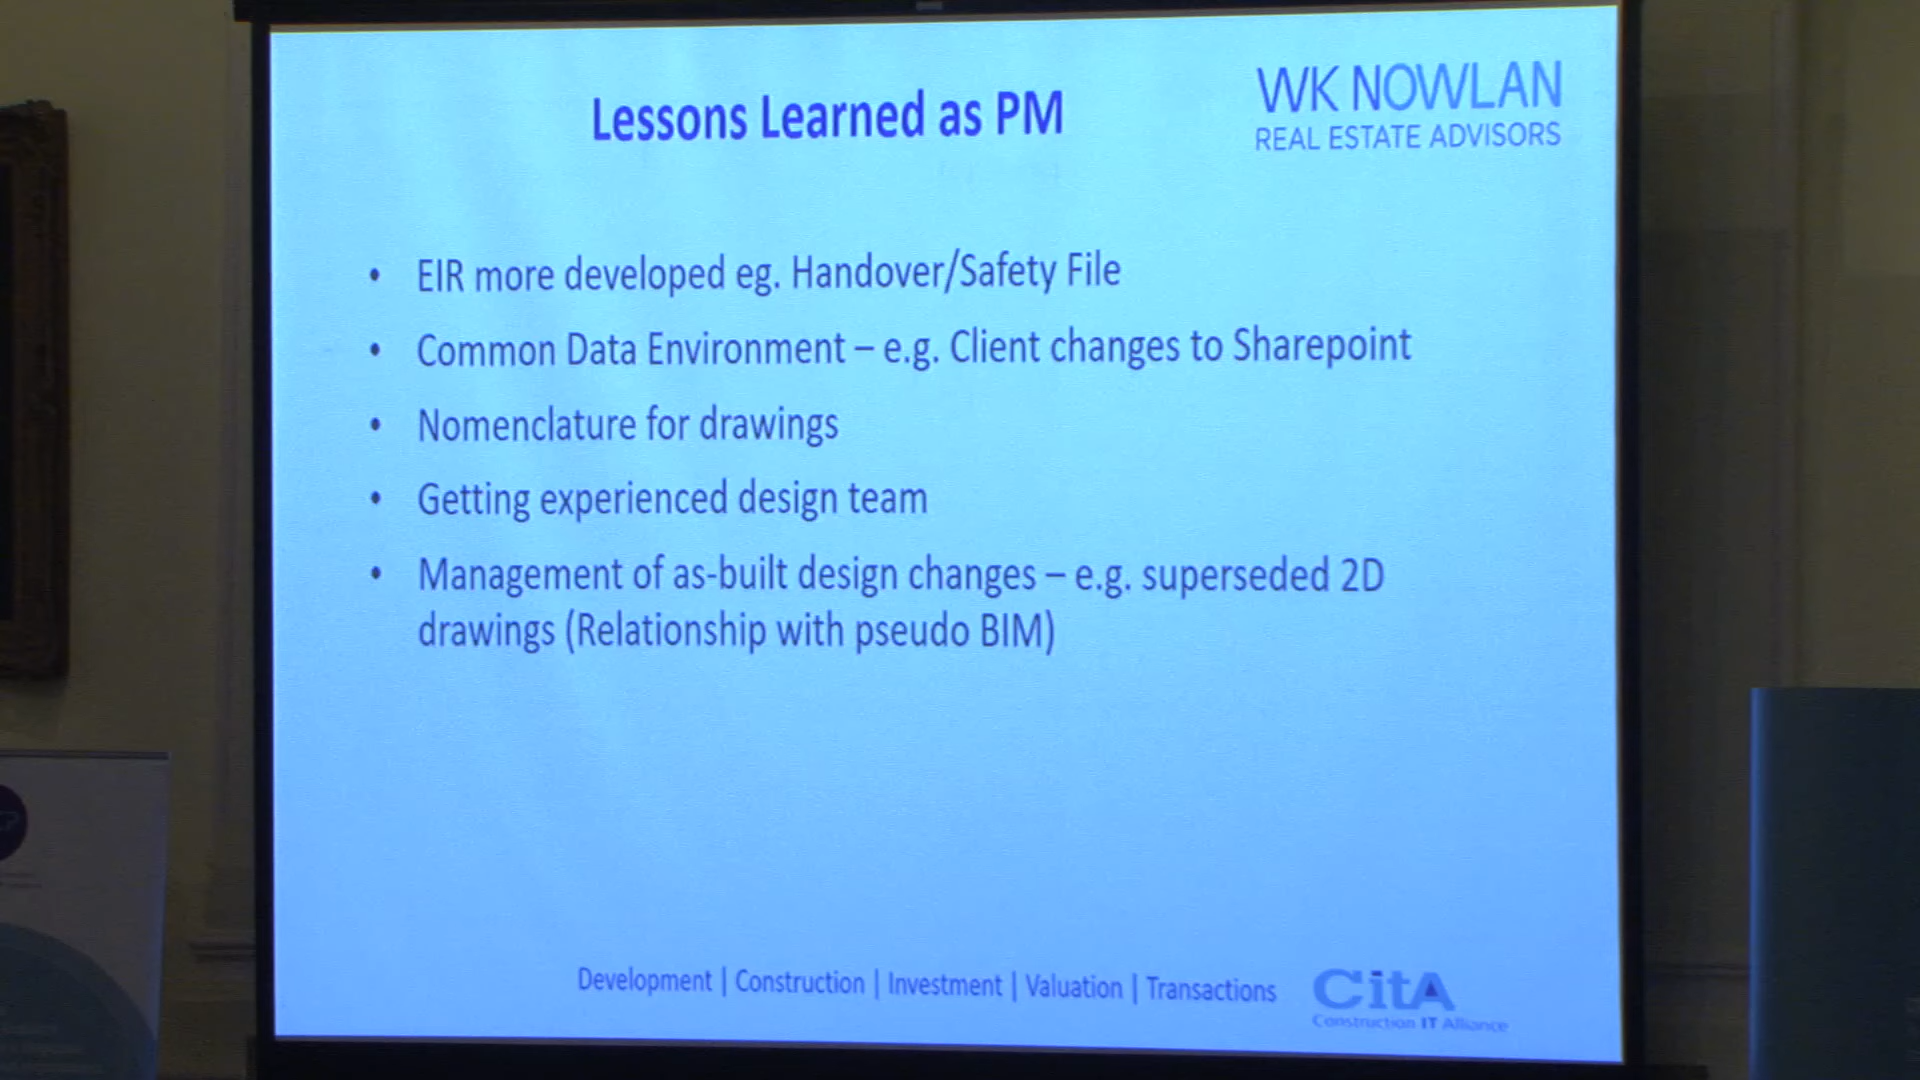 Lessons Learned as PM
WK NOWLAN
REAL ESTATE ADVISORS
• EIR more developed eg. Handover/Safety File
• Common Data Environment – e.g. Client changes to Sharepoint
• Nomenclature for drawings
• Getting experienced design team
• Management of as-built design changes – e.g. superseded 2D
drawings (Relationship with pseudo BIM)
Development | Construction | Investment | Valuation | Transactions
CitA
Construction IT Alliance